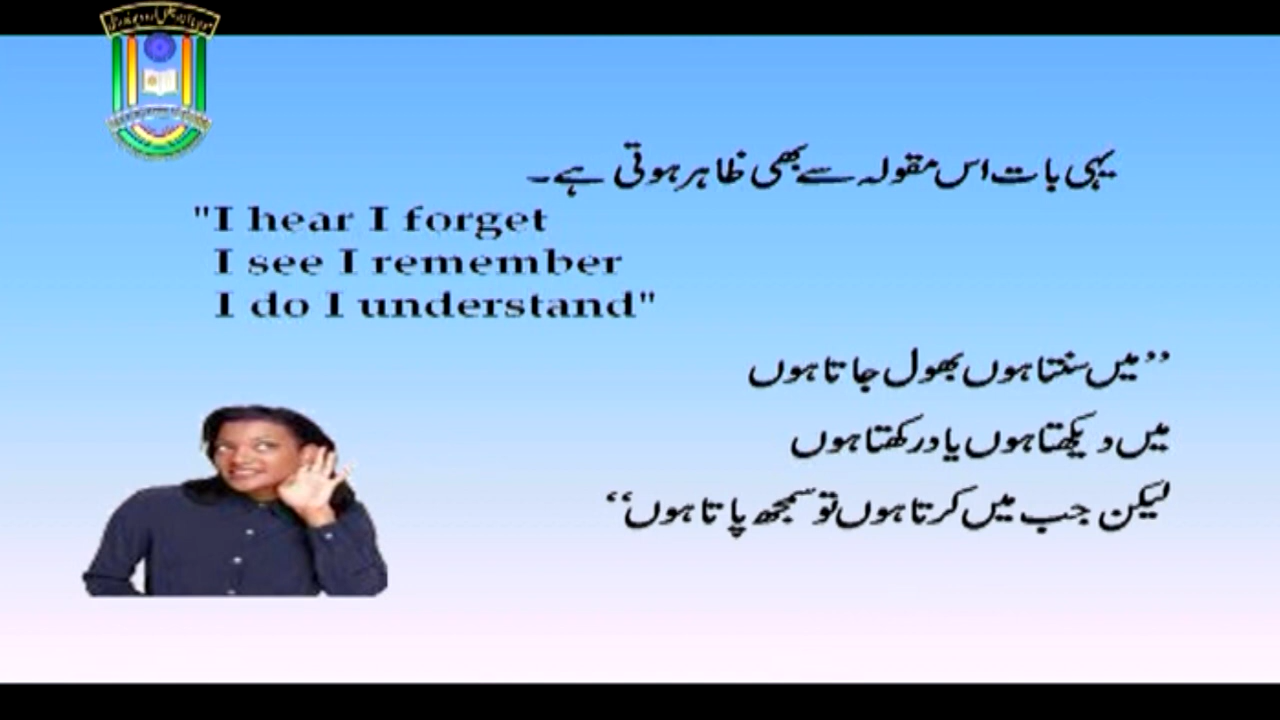 یہی بات اس مقولہ سے بھی ظاہر ہوتی ہے۔
"I hear I forget
I see I remember
I do I understand"
”میں سنتا ہوں بھول جاتا ہوں
میں دیکھتا ہوں یاد رکھتا ہوں
لیکن جب میں کرتا ہوں تو سمجھ پاتا ہوں“